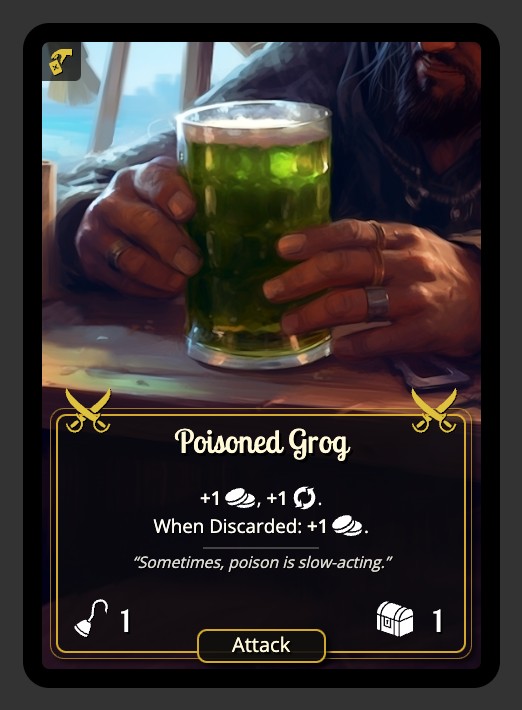 Poisoned Grog
+1 , +1 .
When Discarded: +1 .
“Sometimes, poison is slow-acting.”
1 1
Attack